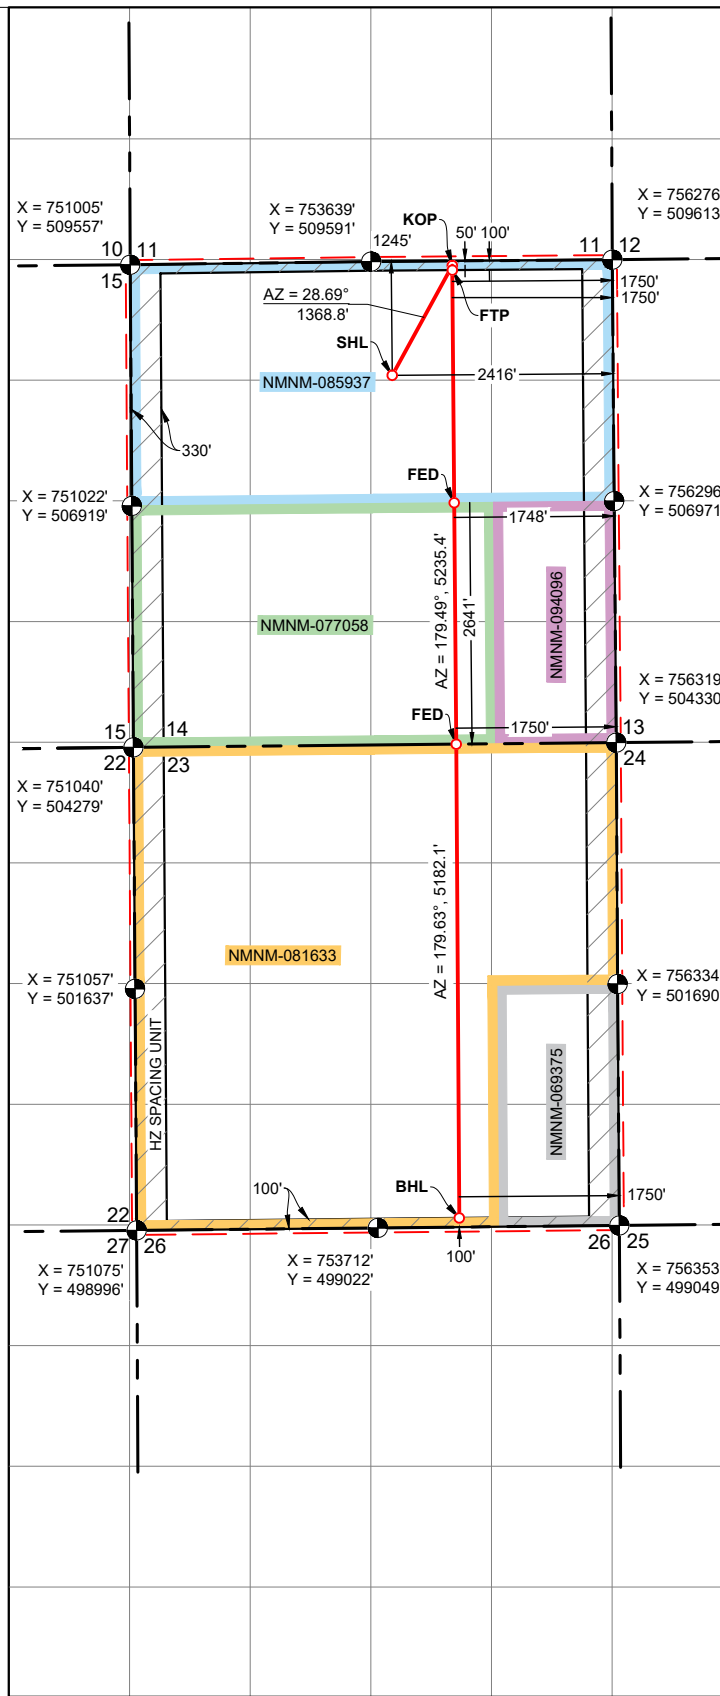 X = 751005'
Y = 509557'
X = 753639'
Y = 509591'
X = 756276
Y = 509613
KOP
1245'
50' 100'
10 11
15
11 12
1750'
1750'
AZ = 28.69°
1368.8'
FTP
SHL
2416'
NMNM-085937
330'
FED
X = 751022'
Y = 506919'
X = 756296
Y = 506971
1748'
AZ = 179.49°, 5235.4'
2641'
NMNM-094096
NMNM-077058
X = 756319
Y = 504330
FED
1750'
15 14
22 23
13
24
X = 751040'
Y = 504279'
AZ = 179.63°, 5182.1'
NMNM-081633
X = 751057'
Y = 501637'
X = 756334
Y = 501690
HZ SPACING UNIT
NMNM-069375
100'
BHL
1750'
22
27 26
26 25
100'
X = 751075'
Y = 498996'
X = 753712'
Y = 499022'
X = 756353
Y = 499049